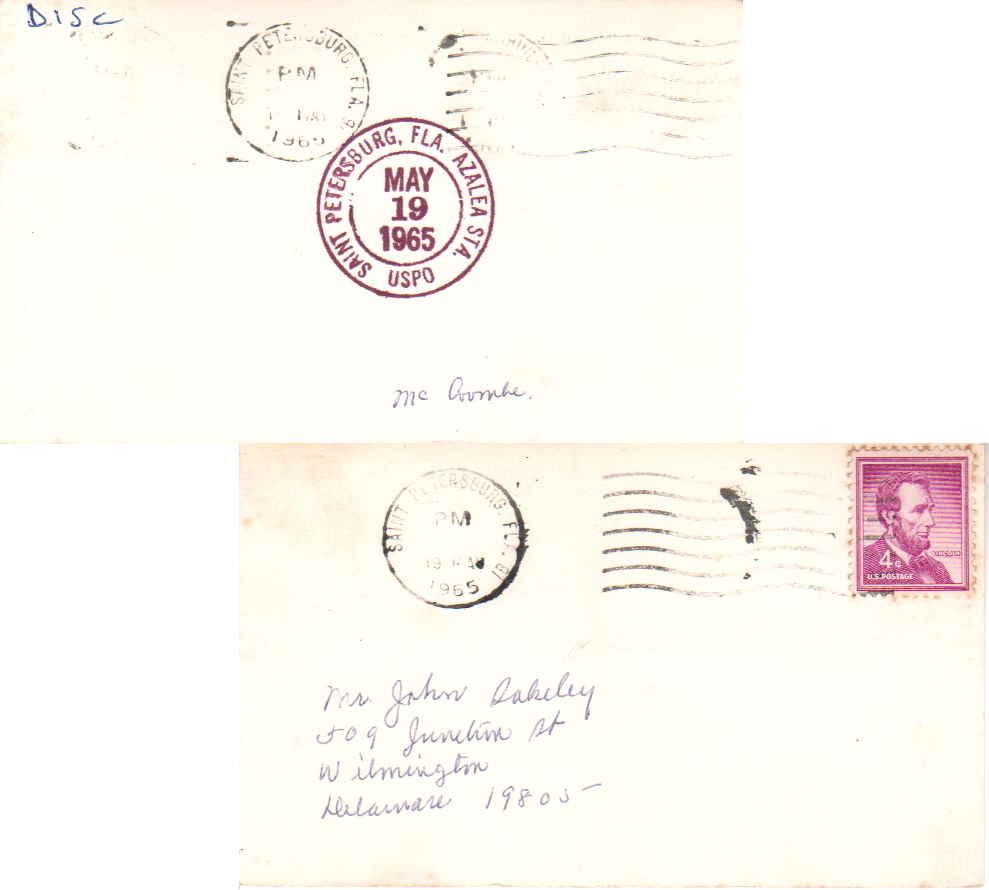 DISC
SAINT PETERSBURG, FLA.
PM
1965
SAINT PETERSBURG, FLA. AZALEA STA.
MAY
19
1965
USPO
Mc Coombe.
SAINT PETERSBURG, FLA.
PM
19 MAY
1965
4¢
LINCOLN
U.S. POSTAGE
Mr. John Dakeley
509 Junction St
Wilmington
Delaware 19805